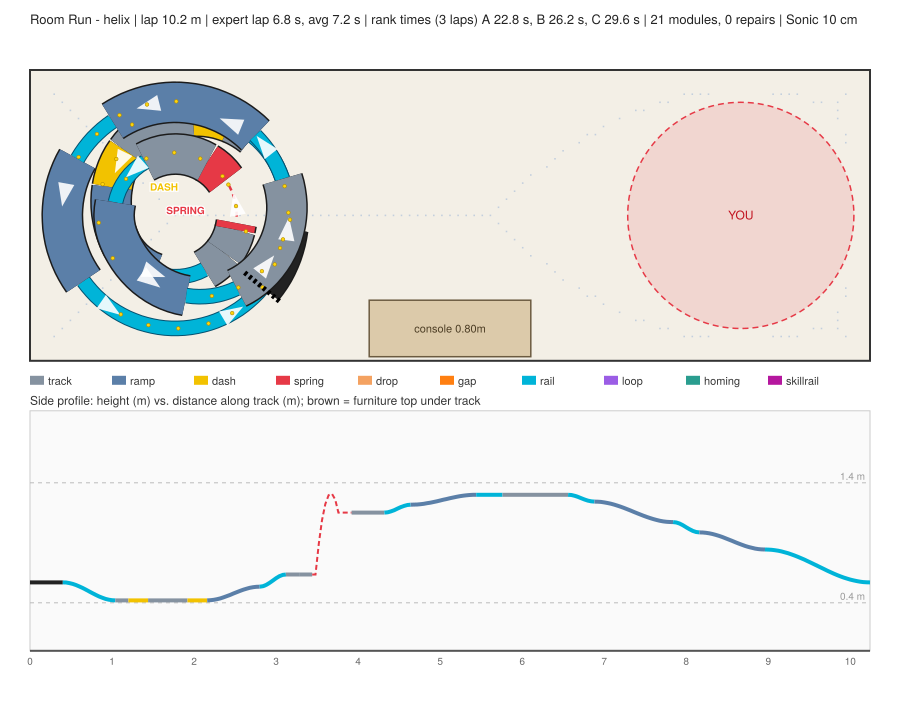 Room Run - helix | lap 10.2 m | expert lap 6.8 s, avg 7.2 s | rank times (3 laps) A 22.8 s, B 26.2 s, C 29.6 s | 21 modules, 0 repairs | Sonic 10 cm
DASH
SPRING
YOU
console 0.80m
track ramp dash spring drop gap rail loop homing skillrail
Side profile: height (m) vs. distance along track (m); brown = furniture top under track
1.4 m
0.4 m
0 1 2 3 4 5 6 7 8 9 10